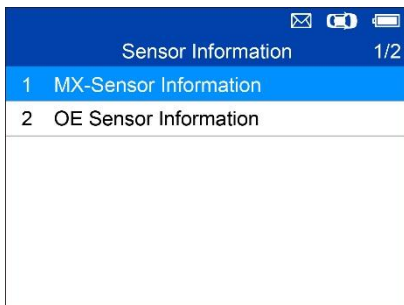 Sensor Information 1/2
1 MX-Sensor Information
2 OE Sensor Information